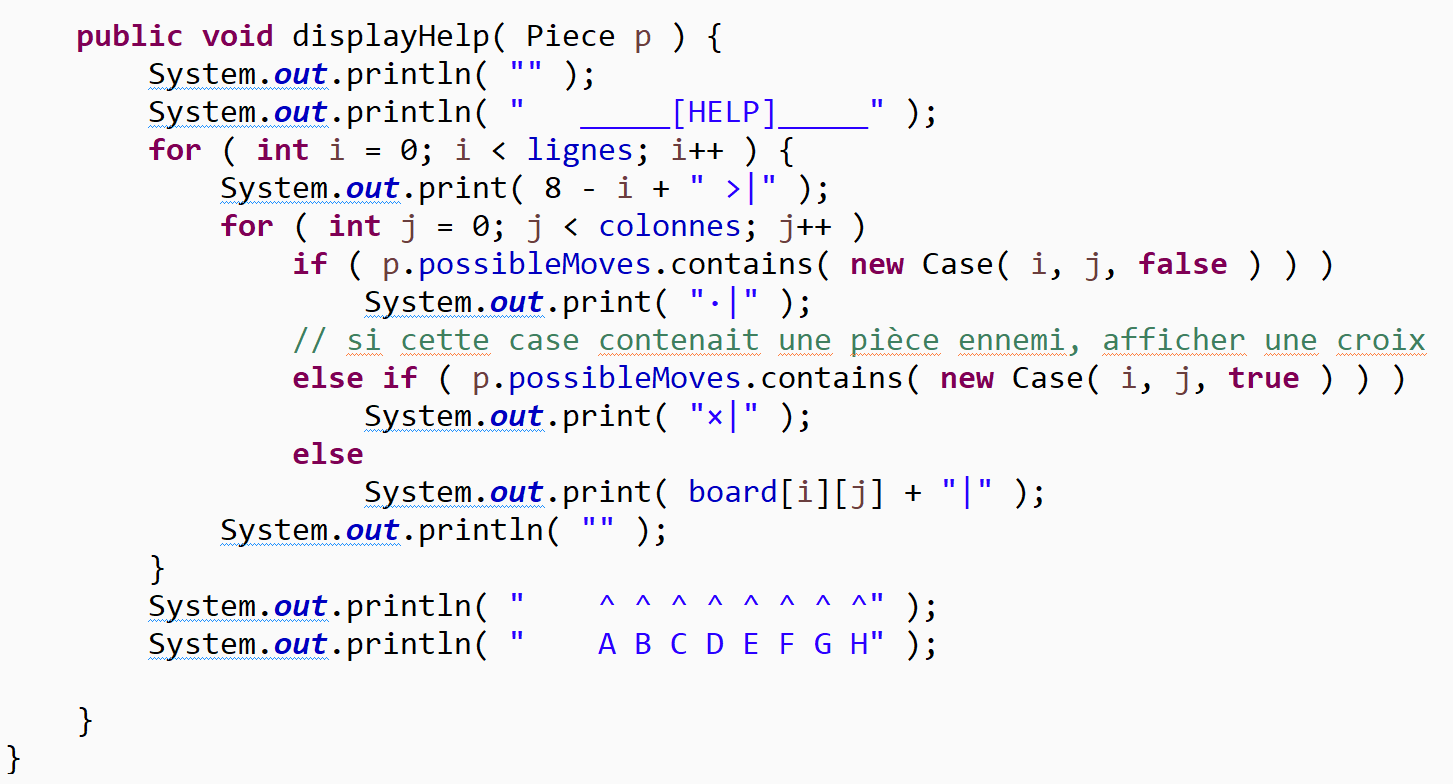 public void displayHelp( Piece p ) {
System.out.println( "" );
System.out.println( "   _____[HELP]_____" );
for ( int i = 0; i < lignes; i++ ) {
System.out.print( 8 - i + " >|" );
for ( int j = 0; j < colonnes; j++ )
if ( p.possibleMoves.contains( new Case( i, j, false ) ) )
System.out.print( "·|" );
// si cette case contenait une pièce ennemi, afficher une croix
else if ( p.possibleMoves.contains( new Case( i, j, true ) ) )
System.out.print( "×|" );
else
System.out.print( board[i][j] + "|" );
System.out.println( "" );
}
System.out.println( "    ^ ^ ^ ^ ^ ^ ^ ^" );
System.out.println( "    A B C D E F G H" );
}
}